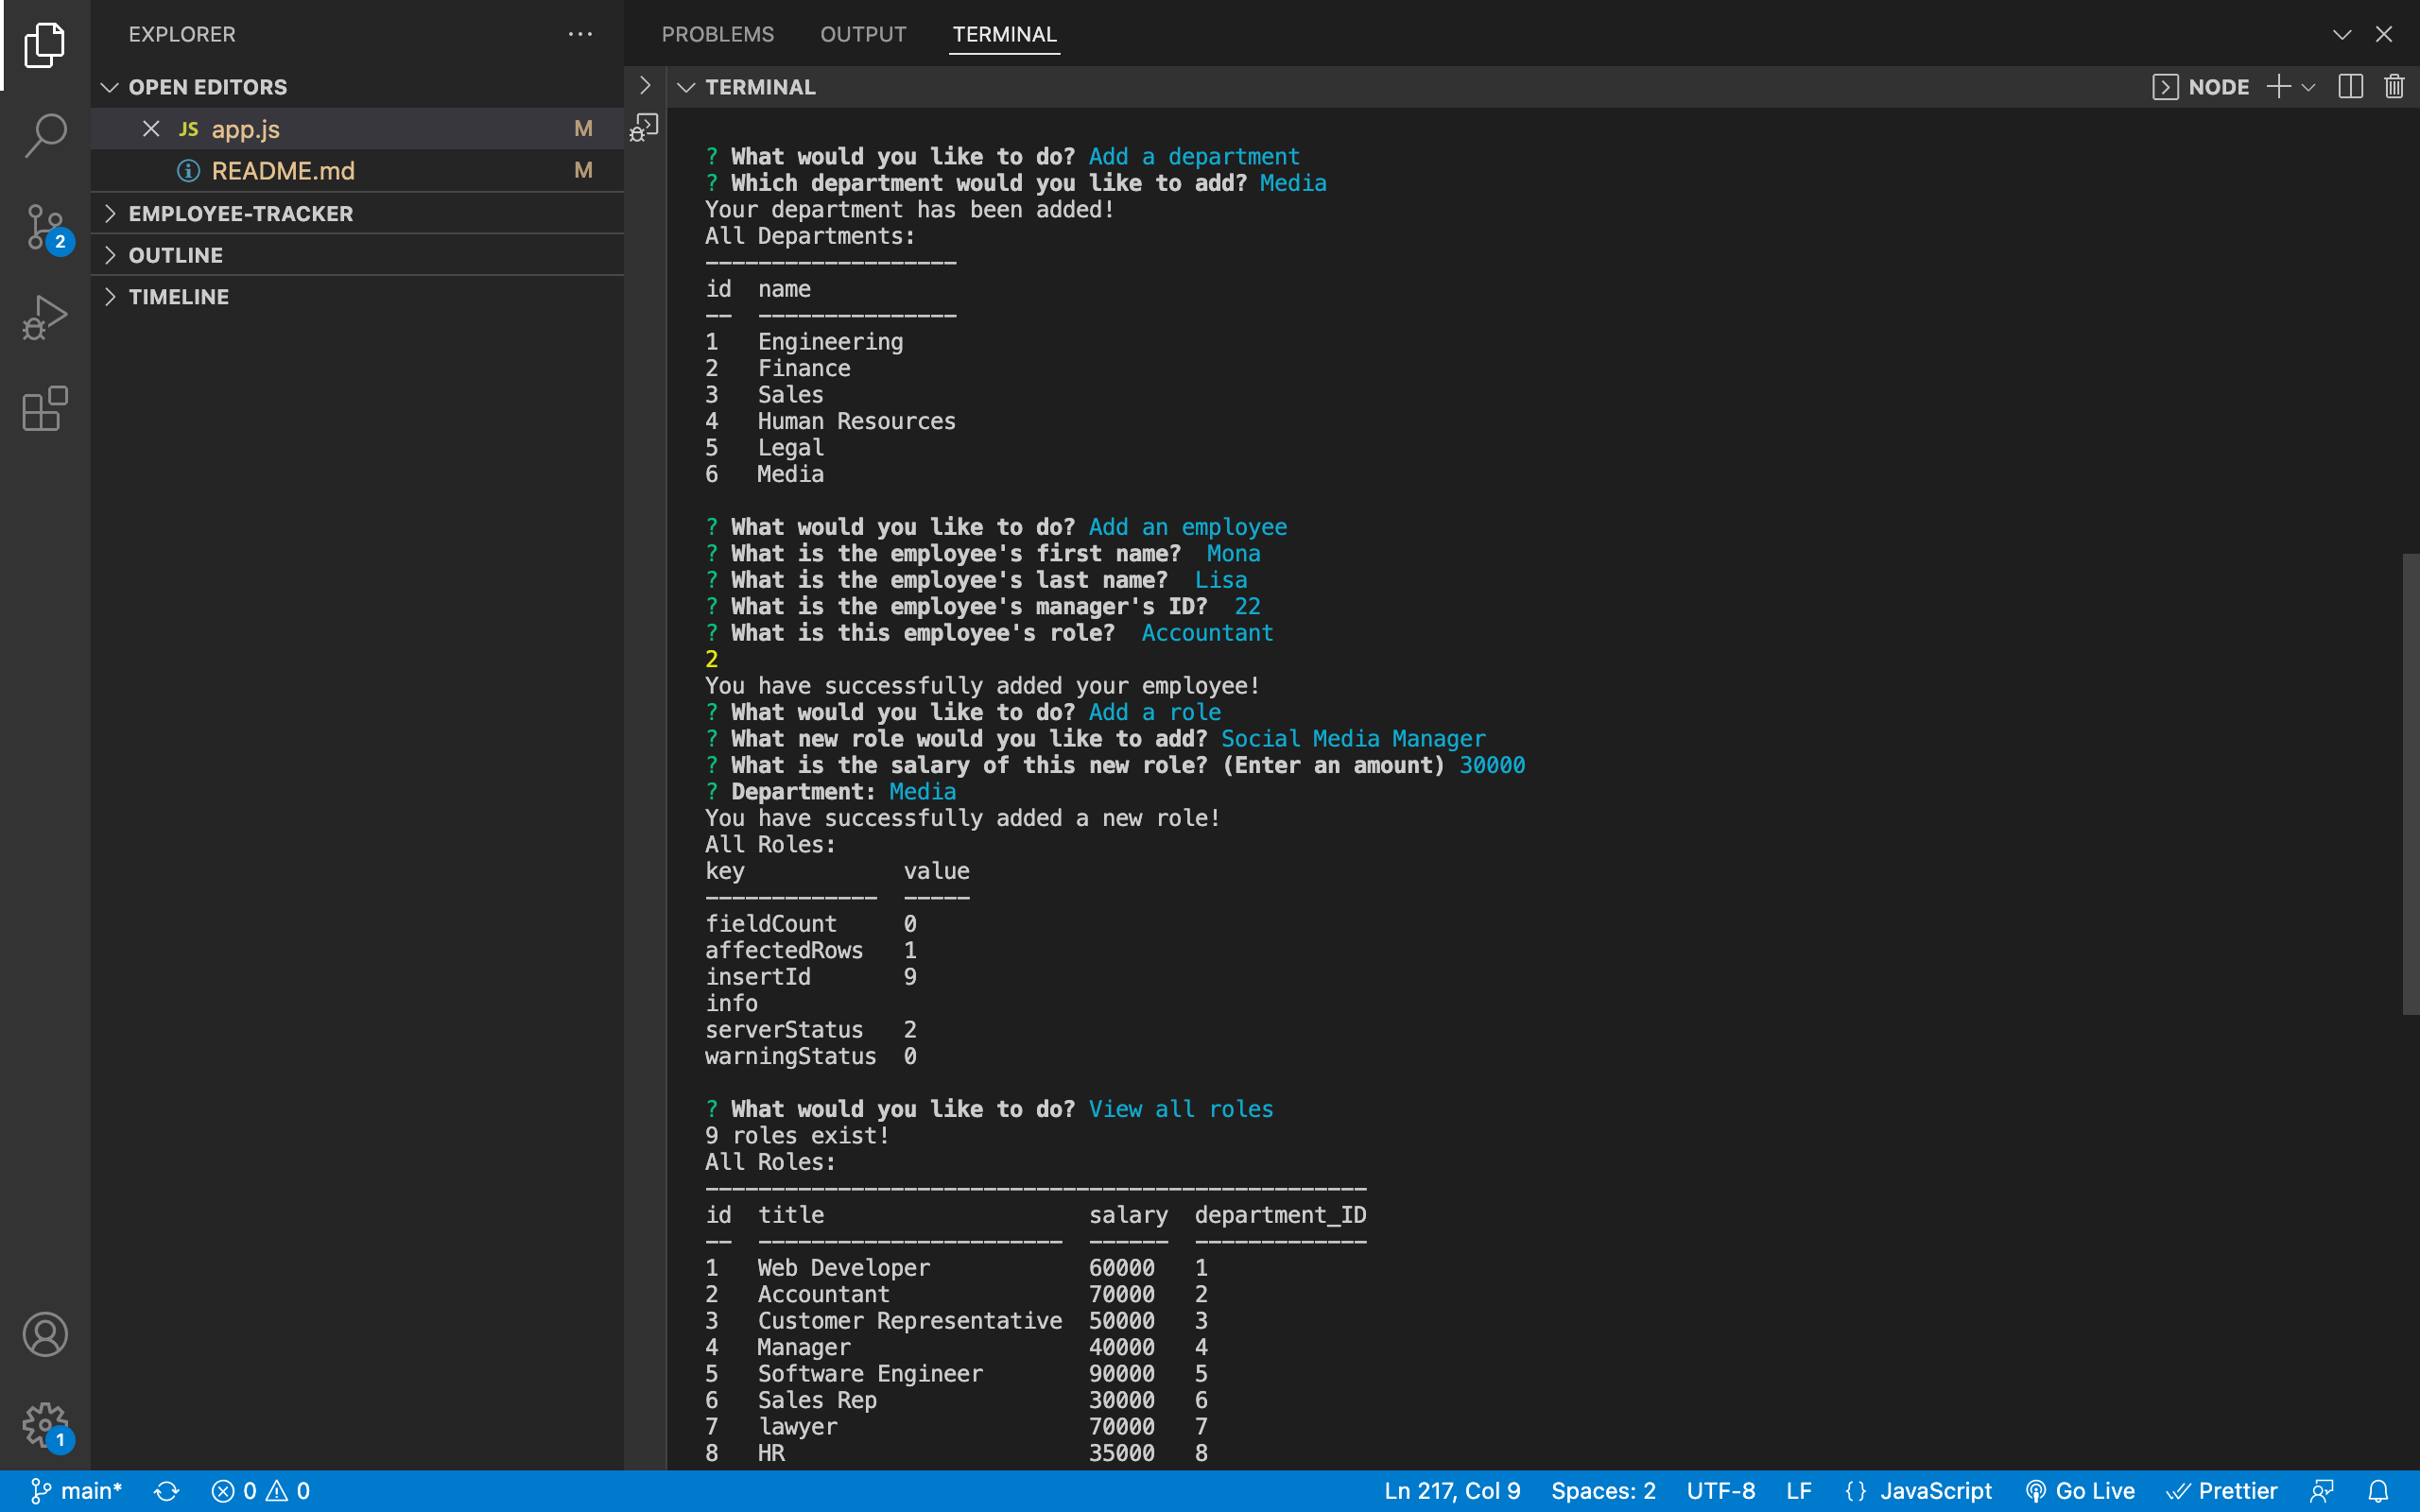 EXPLORER
OPEN EDITORS
JS app.js M
README.md M
EMPLOYEE-TRACKER
OUTLINE
TIMELINE
2
1
PROBLEMS OUTPUT TERMINAL
TERMINAL NODE
? What would you like to do? Add a department
? Which department would you like to add? Media
Your department has been added!
All Departments:
-------------------
id  name
--  ---------------
1   Engineering
2   Finance
3   Sales
4   Human Resources
5   Legal
6   Media
? What would you like to do? Add an employee
? What is the employee's first name?  Mona
? What is the employee's last name?  Lisa
? What is the employee's manager's ID?  22
? What is this employee's role?  Accountant
2
You have successfully added your employee!
? What would you like to do? Add a role
? What new role would you like to add? Social Media Manager
? What is the salary of this new role? (Enter an amount) 30000
? Department: Media
You have successfully added a new role!
All Roles:
key            value
-------------  -----
fieldCount     0
affectedRows   1
insertId       9
info
serverStatus   2
warningStatus  0
? What would you like to do? View all roles
9 roles exist!
All Roles:
--------------------------------------------------
id  title                    salary  department_ID
--  -----------------------  ------  -------------
1   Web Developer            60000   1
2   Accountant               70000   2
3   Customer Representative  50000   3
4   Manager                  40000   4
5   Software Engineer        90000   5
6   Sales Rep                30000   6
7   lawyer                   70000   7
8   HR                       35000   8
main* 0 0 Ln 217, Col 9 Spaces: 2 UTF-8 LF {} JavaScript Go Live Prettier